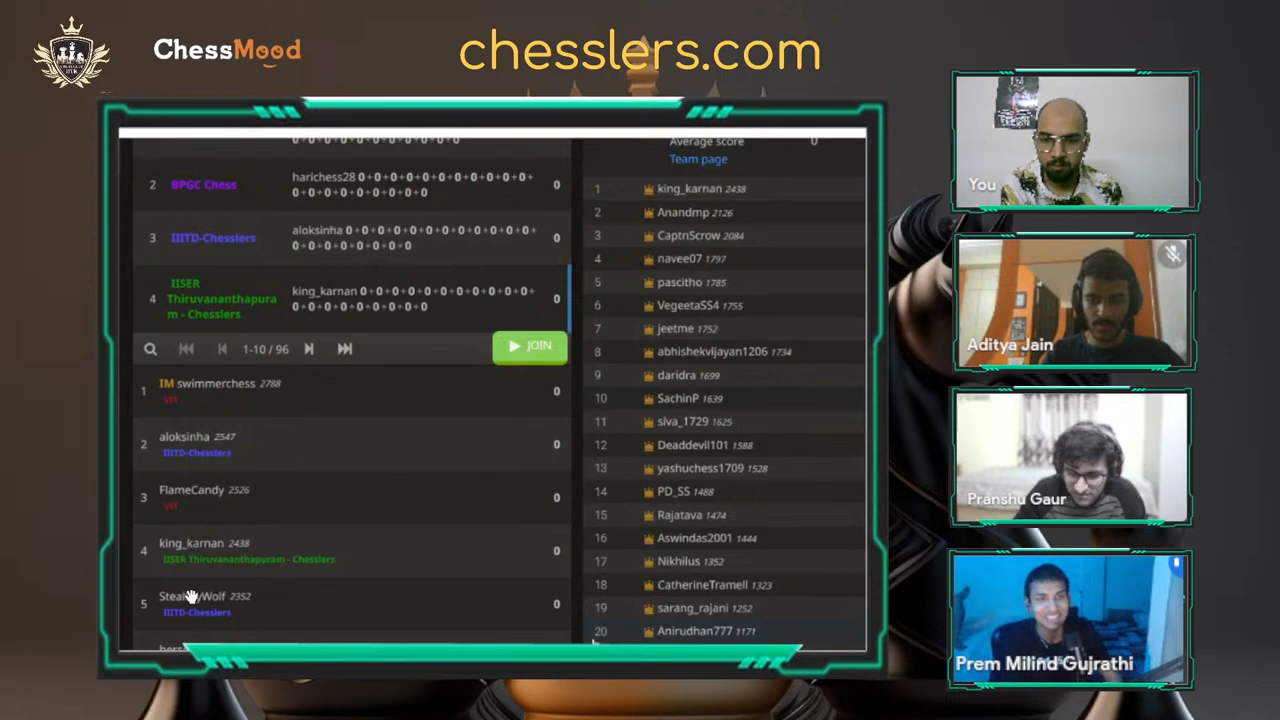 ChessMood
chesslers.com
0+0+0+0+0+0+0+0+0
2 BPGC Chess harichess28 0+0+0+0+0+0+0+0+0+0+
+0+0+0+0+0+0+0+0+0 0
3 IIITD-Chesslers aloksinha 0+0+0+0+0+0+0+0+0+0+0+
0+0+0+0+0+0+0+0 0
4 IISER
Thiruvananthapura
m - Chesslers
king_karnan 0+0+0+0+0+0+0+0+0+0+
+0+0+0+0+0+0+0+0+0 0
1-10 / 96
JOIN
1 IM swimmerchess 2788 0
VIT
2 aloksinha 2547 0
IIITD-Chesslers
3 FlameCandy 2526 0
VIT
4 king_karnan 2438 0
IISER Thiruvananthapuram - Chesslers
5 2352 0
IIITD-Chesslers
Average score 0
Team page
1 king_karnan 2438
2 Anandmp 2126
3 CaptnScrow 2084
4 navee07 1797
5 pascitho 1785
6 VegeetaSS4 1755
7 jeetme 1752
8 abhishekvijayan1206 1734
9 daridra 1699
10 SachinP 1639
11 siva_1729 1625
12 Deaddevil101 1588
13 yashuchess1709 1528
14 PD_SS 1488
15 Rajatava 1474
16 Aswindas2001 1444
17 Nikhilus 1352
18 CatherineTramell 1323
19 sarang_rajani 1252
20 Anirudhan777 1171
You
Aditya Jain
Pranshu Gaur
Prem Milind Gujrathi